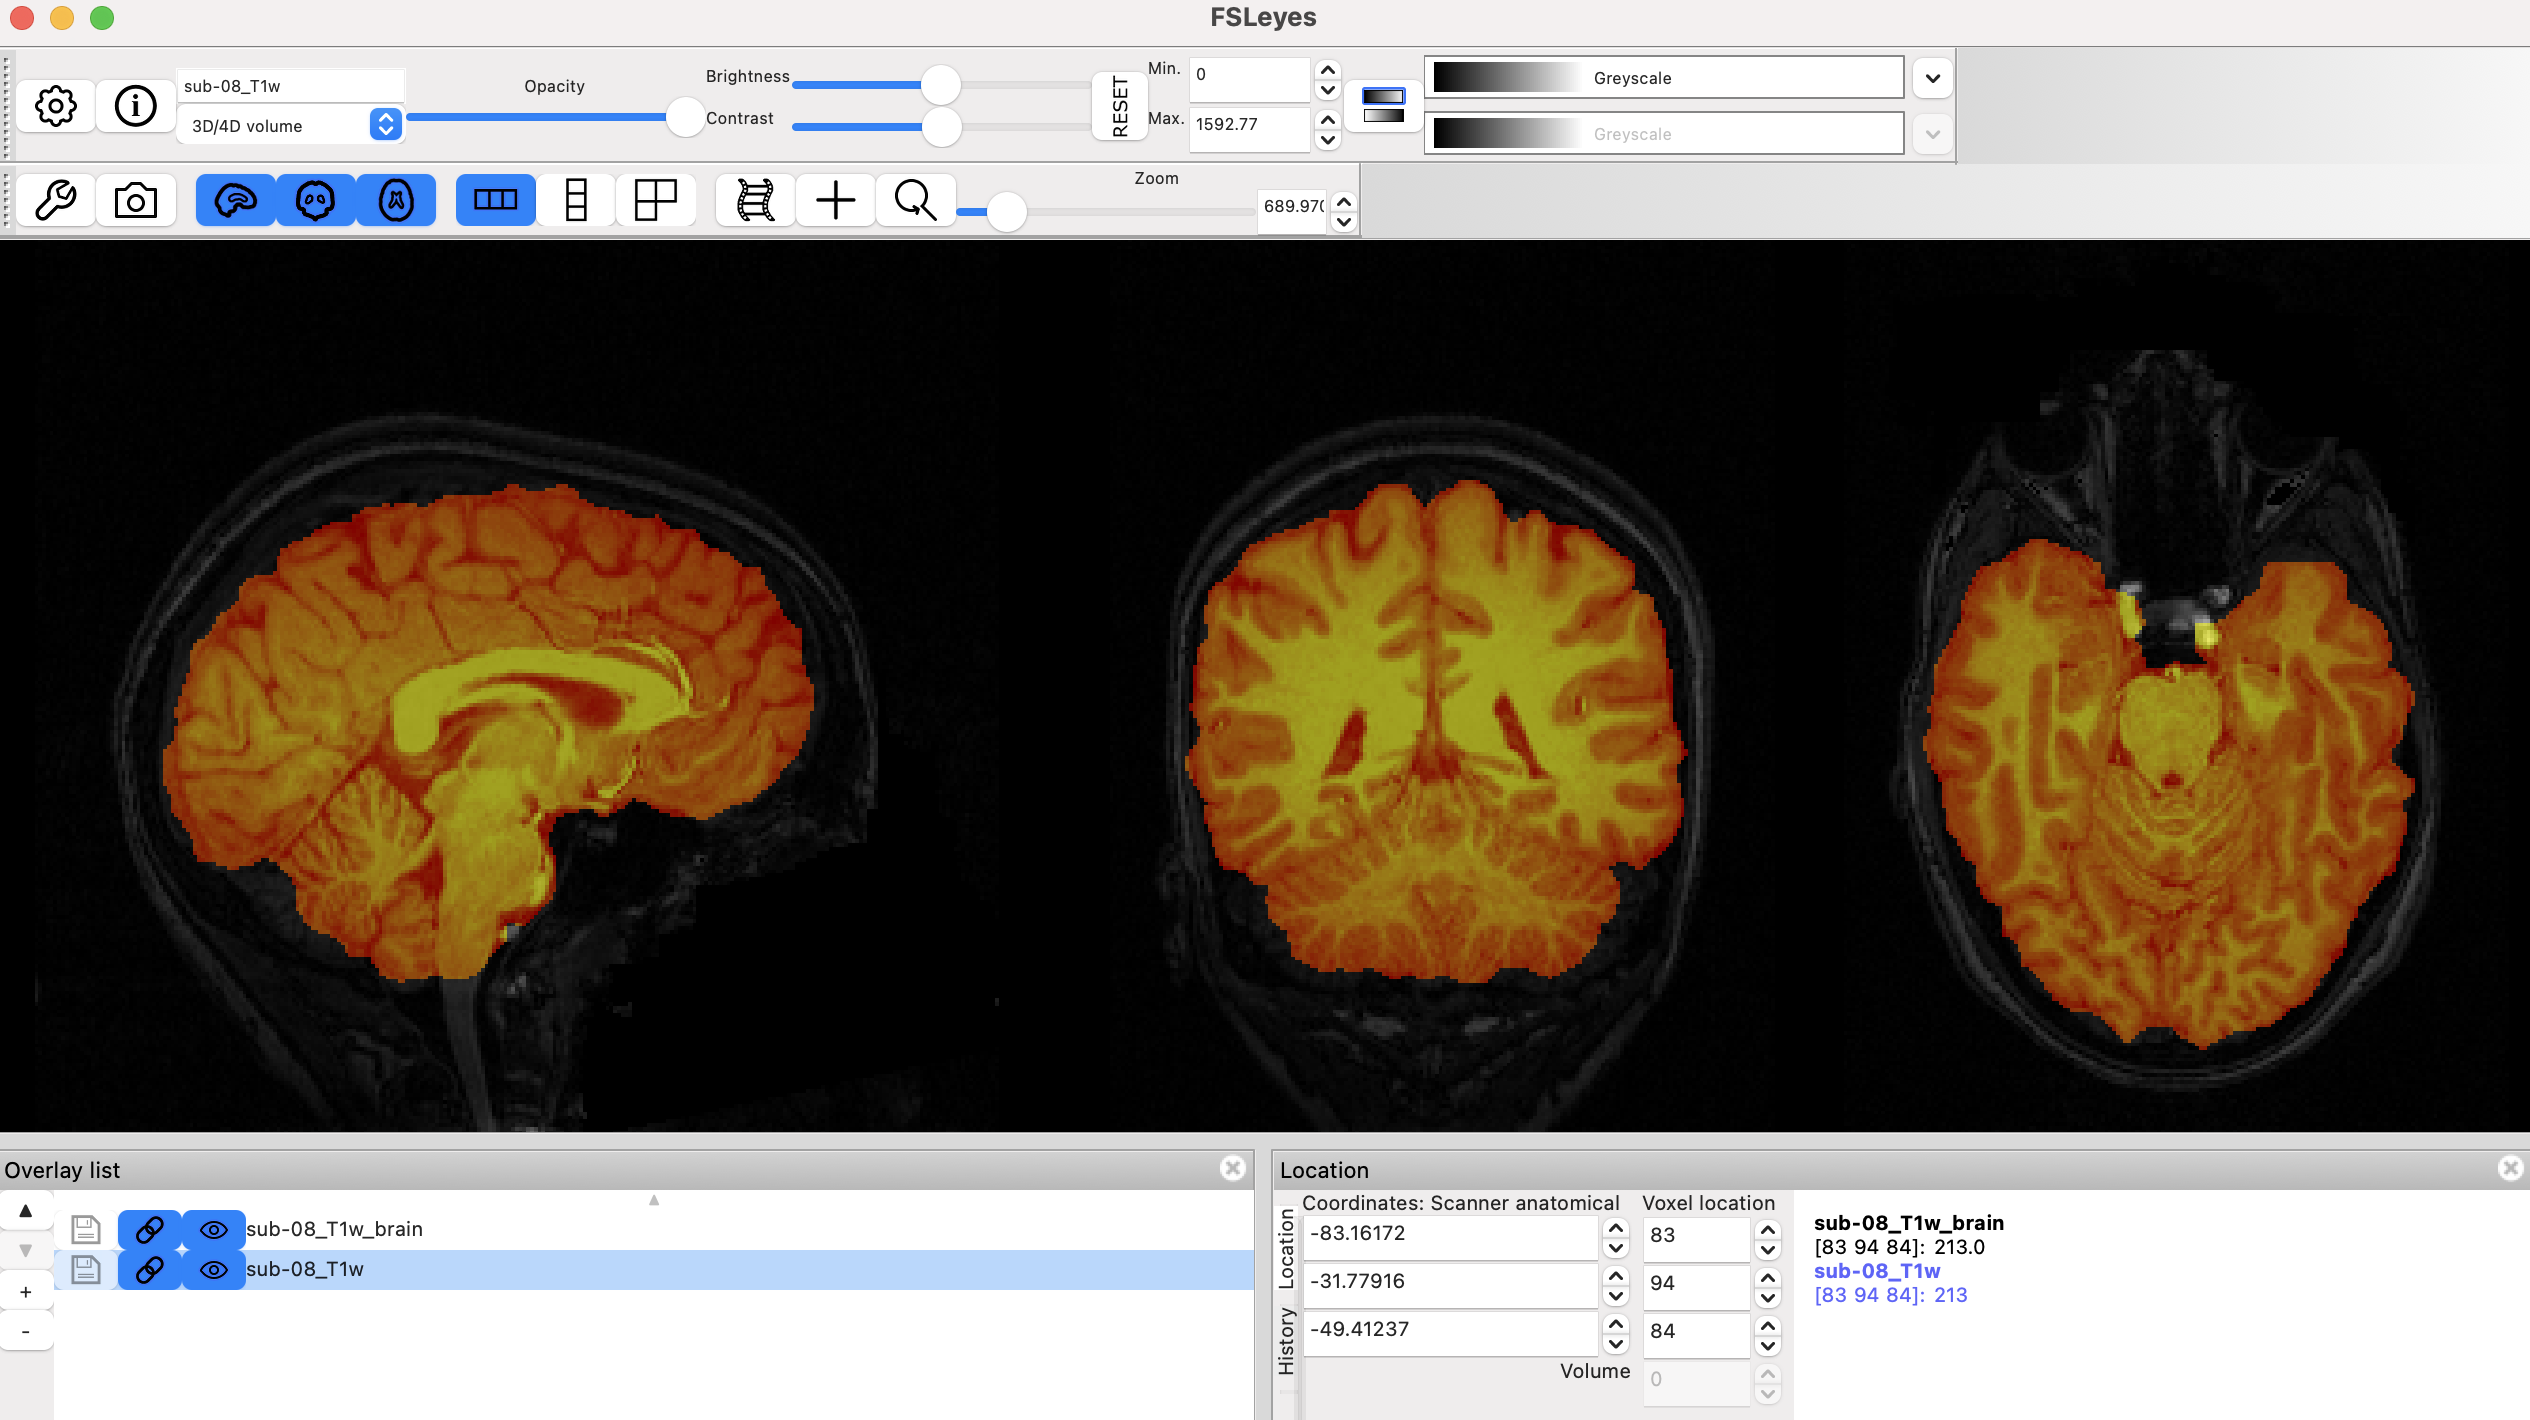 FSLeyes
sub-08_T1w
3D/4D volume
Opacity
Brightness
Contrast
RESET
Min.
0
Max.
1592.77
Greyscale
Greyscale
Zoom
689.970
Overlay list
sub-08_T1w_brain
sub-08_T1w
+
-
Location
Location
History
Coordinates: Scanner anatomical
Voxel location
-83.16172
83
-31.77916
94
-49.41237
84
Volume
0
sub-08_T1w_brain
[83 94 84]: 213.0
sub-08_T1w
[83 94 84]: 213